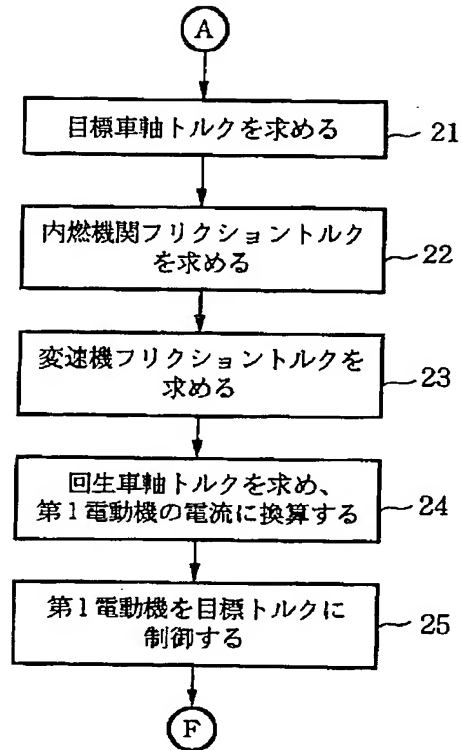 A
目標車軸トルクを求める
21
内燃機関フリクショントルク
を求める
22
変速機フリクショントルクを
求める
23
回生車軸トルクを求め、
第1電動機の電流に換算する
24
第1電動機を目標トルクに
制御する
25
F